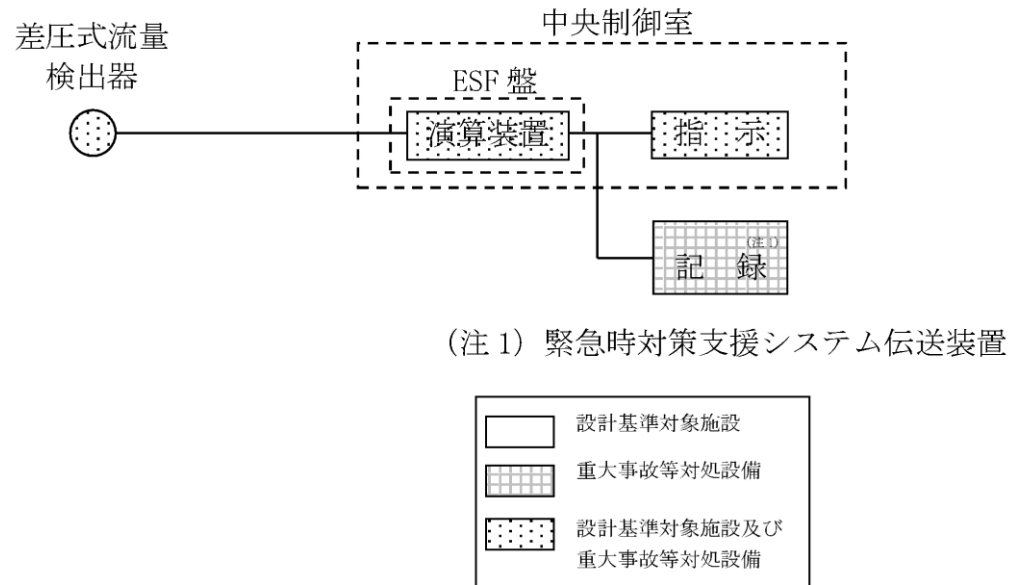 中央制御室
差圧式流量
検出器
ESF 盤
演算装置
指　示
(注1)
記　録
（注 1）緊急時対策支援システム伝送装置
設計基準対象施設
重大事故等対処設備
設計基準対象施設及び
重大事故等対処設備